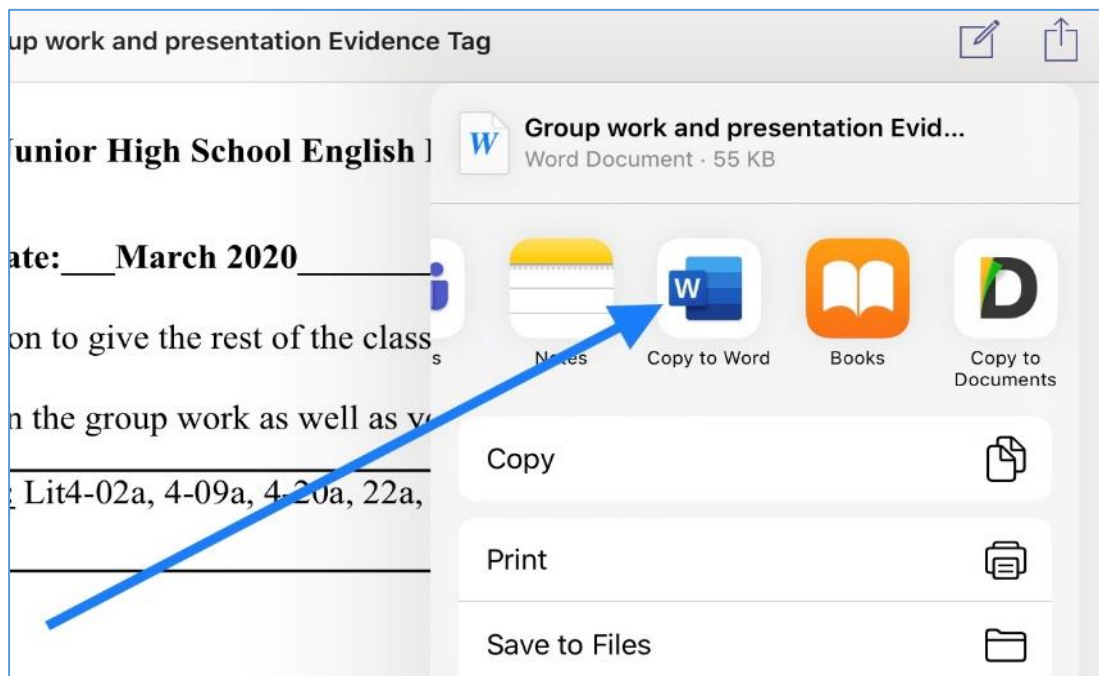 up work and presentation Evidence Tag
Group work and presentation Evid...
Word Document · 55 KB
unior High School English
ate:___March 2020________
on to give the rest of the class
n the group work as well as
: Lit4-02a, 4-09a, 4-20a, 22a,
W
W
D
s
Notes
Copy to Word
Books
Copy to
Documents
Copy
Print
Save to Files